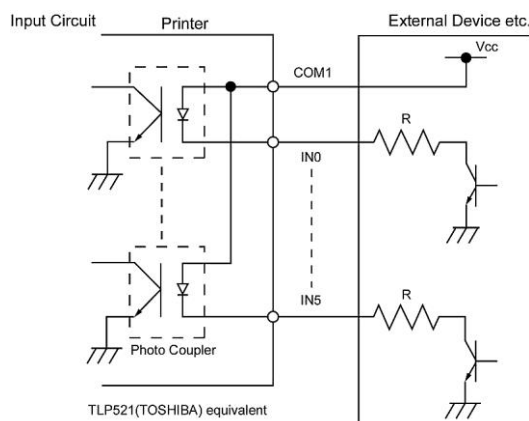 Input Circuit
Printer
External Device etc.
Vcc
COM1
R
IN0
IN5
R
Photo Coupler
TLP521(TOSHIBA) equivalent